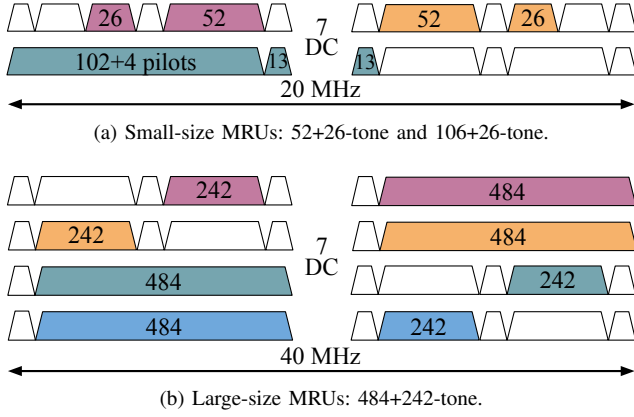 26 52 7 52 26
DC
102+4 pilots 13 13
20 MHz
(a) Small-size MRUs: 52+26-tone and 106+26-tone.
242 484
242 7 484
DC
484 242
484 242
40 MHz
(b) Large-size MRUs: 484+242-tone.